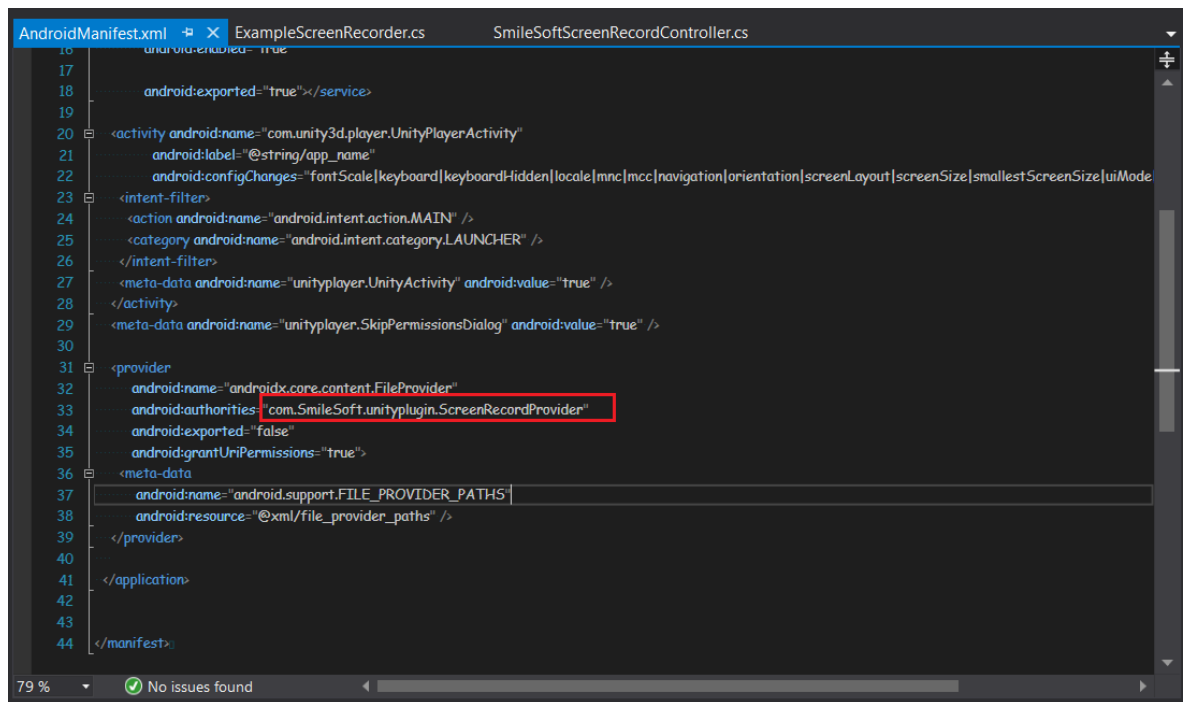 AndroidManifest.xml ExampleScreenRecorder.cs SmileSoftScreenRecordController.cs
16 android:enabled="true"
17
18 android:exported="true"></service>
19
20 <activity android:name="com.unity3d.player.UnityPlayerActivity"
21 android:label="@string/app_name"
22 android:configChanges="fontScale|keyboard|keyboardHidden|locale|mnc|mcc|navigation|orientation|screenLayout|screenSize|smallestScreenSize|uiMode
23 <intent-filter>
24 <action android:name="android.intent.action.MAIN" />
25 <category android:name="android.intent.category.LAUNCHER" />
26 </intent-filter>
27 <meta-data android:name="unityplayer.UnityActivity" android:value="true" />
28 </activity>
29 <meta-data android:name="unityplayer.SkipPermissionsDialog" android:value="true" />
30
31 <provider
32 android:name="androidx.core.content.FileProvider"
33 android:authorities="com.SmileSoft.unityplugin.ScreenRecordProvider"
34 android:exported="false"
35 android:grantUriPermissions="true">
36 <meta-data
37 android:name="android.support.FILE_PROVIDER_PATHS"
38 android:resource="@xml/file_provider_paths" />
39 </provider>
40
41 </application>
42
43
44 </manifest>
79 % No issues found